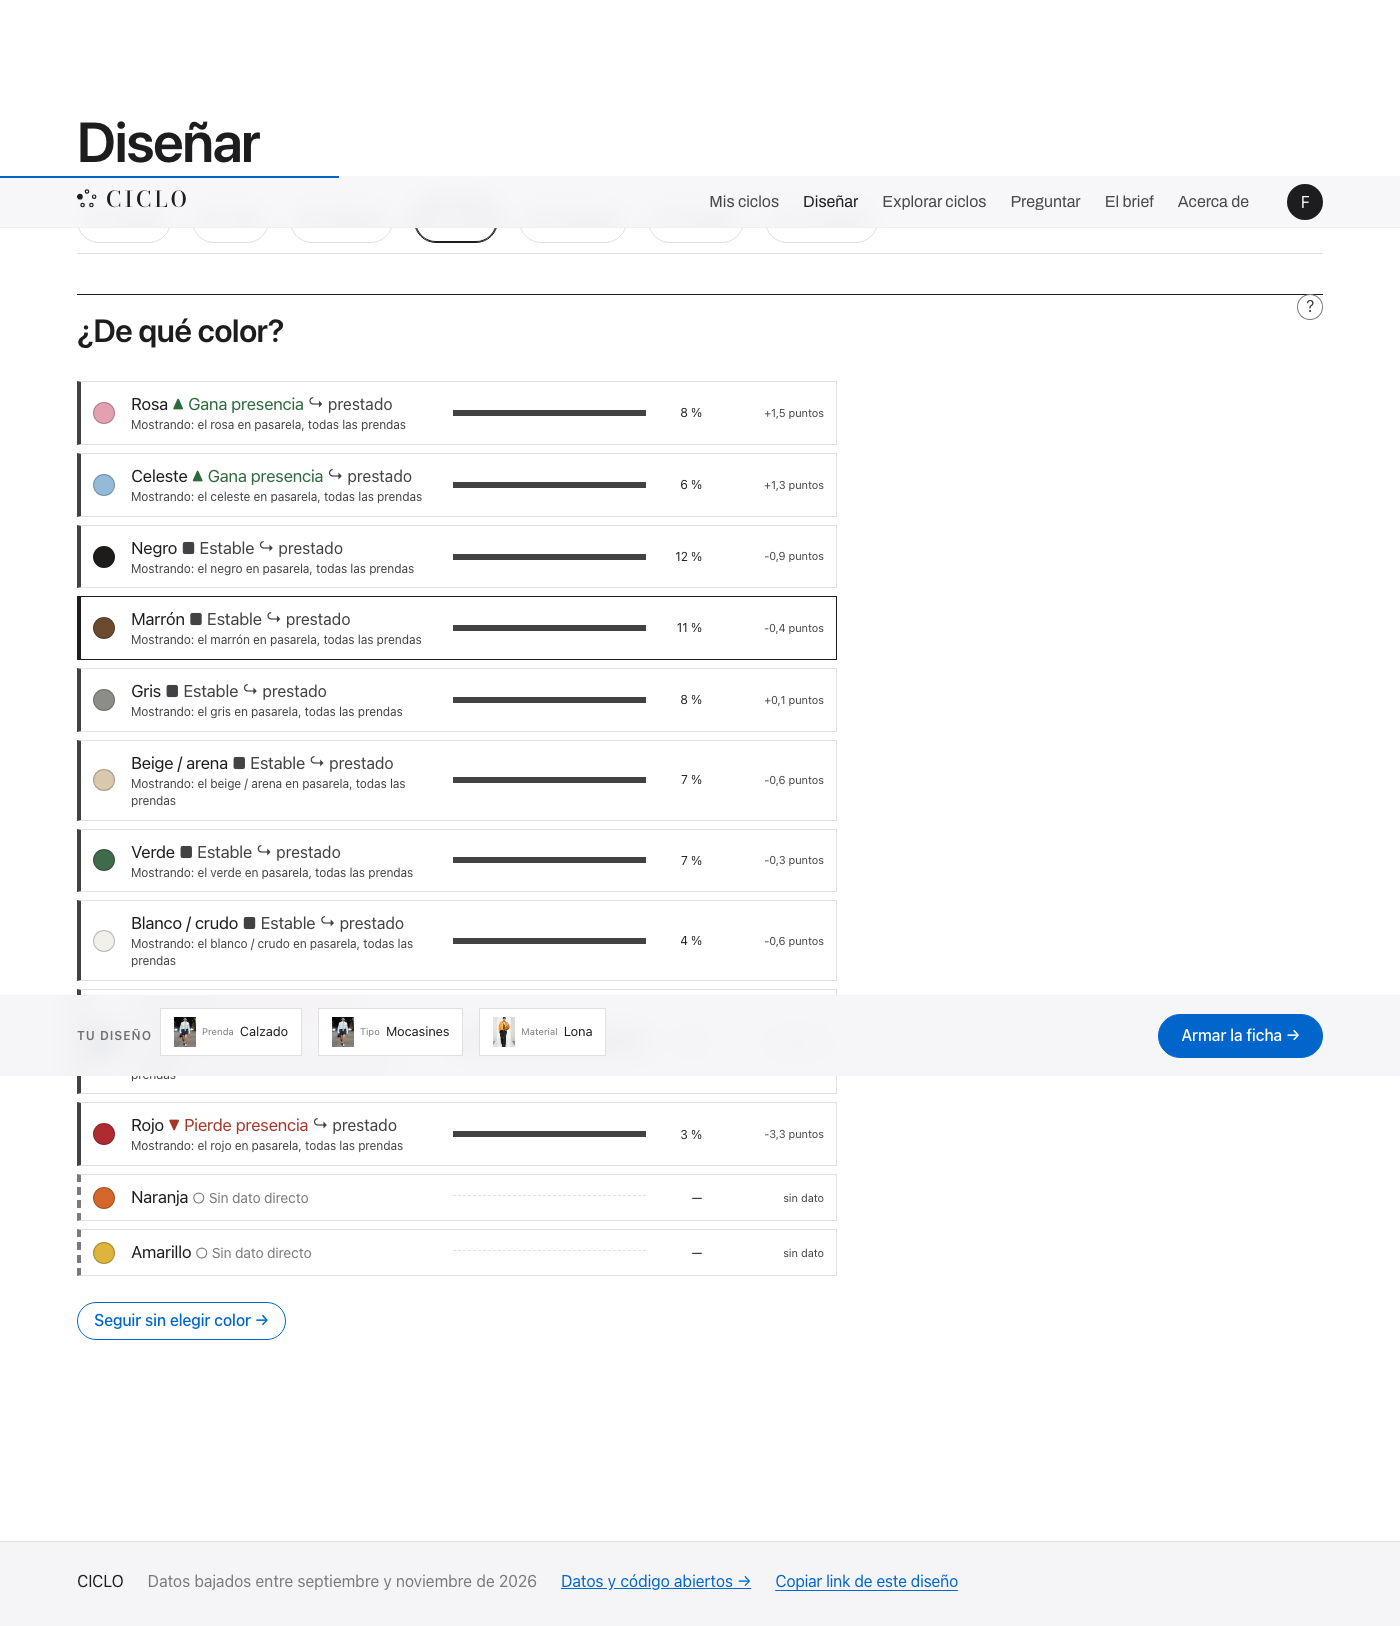 Diseñar
CICLO
Mis ciclos
Diseñar
Explorar ciclos
Preguntar
El brief
Acerca de
F
?
¿De qué color?
Rosa ▲ Gana presencia ↪ prestado
Mostrando: el rosa en pasarela, todas las prendas
8 %
+1,5 puntos
Celeste ▲ Gana presencia ↪ prestado
Mostrando: el celeste en pasarela, todas las prendas
6 %
+1,3 puntos
Negro ■ Estable ↪ prestado
Mostrando: el negro en pasarela, todas las prendas
12 %
-0,9 puntos
Marrón ■ Estable ↪ prestado
Mostrando: el marrón en pasarela, todas las prendas
11 %
-0,4 puntos
Gris ■ Estable ↪ prestado
Mostrando: el gris en pasarela, todas las prendas
8 %
+0,1 puntos
Beige / arena ■ Estable ↪ prestado
Mostrando: el beige / arena en pasarela, todas las
prendas
7 %
-0,6 puntos
Verde ■ Estable ↪ prestado
Mostrando: el verde en pasarela, todas las prendas
7 %
-0,3 puntos
Blanco / crudo ■ Estable ↪ prestado
Mostrando: el blanco / crudo en pasarela, todas las
prendas
4 %
-0,6 puntos
TU DISEÑO
Prenda Calzado
Tipo Mocasines
Material Lona
Armar la ficha →
prendas
Rojo ▼ Pierde presencia ↪ prestado
Mostrando: el rojo en pasarela, todas las prendas
3 %
-3,3 puntos
Naranja ○ Sin dato directo
—
sin dato
Amarillo ○ Sin dato directo
—
sin dato
Seguir sin elegir color →
CICLO
Datos bajados entre septiembre y noviembre de 2026
Datos y código abiertos →
Copiar link de este diseño